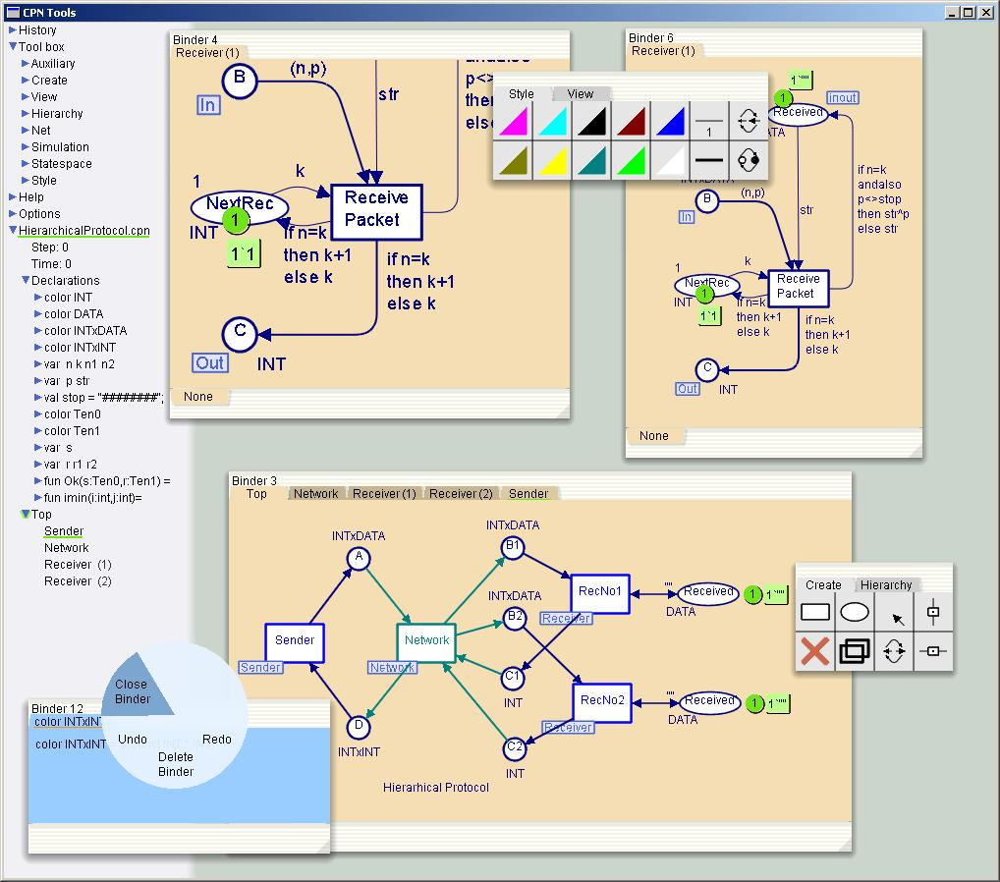 CPN Tools
History
Tool box
Auxiliary
Create
View
Hierarchy
Net
Simulation
Statespace
Style
Help
Options
HierarchicalProtocol.cpn
Step: 0
Time: 0
Declarations
color INT
color DATA
color INTxDATA
color INTxINT
var n k n1 n2
var p str
val stop = "########";
color Ten0
color Ten1
var s
var r r1 r2
fun Ok(s:Ten0,r:Ten1) =
fun imin(i:int,j:int)=
Top
Sender
Network
Receiver (1)
Receiver (2)
Binder 4
Receiver (1)
B
(n,p)
In
str
andalso
p<>
then
else
1
k
NextRec
1
INT
1`1
Receive
Packet
if n=k
then k+1
else k
if n=k
then k+1
else k
C
Out
INT
None
Style
View
1
Binder 6
Receiver (1)
1`""
1
inout
Received
DATA
INTxDATA
B
(n,p)
In
str
if n=k
andalso
p<>stop
then str^p
else str
1
k
NextRec
1
INT
1`1
Receive
Packet
if n=k
then k+1
else k
if n=k
then k+1
else k
C
Out
INT
None
Binder 3
Top
Network
Receiver (1)
Receiver (2)
Sender
INTxDATA
A
INTxDATA
B1
INTxDATA
B2
RecNo1
Receiver
""
Received
DATA
1
1`""
Sender
Sender
Network
Network
C1
INT
RecNo2
Receiver
""
Received
DATA
1
1`""
D
INTxINT
C2
INT
Hierarhical Protocol
Create
Hierarchy
Binder 12
color INTxINT
color INTxINT
Close
Binder
Undo
Redo
Delete
Binder